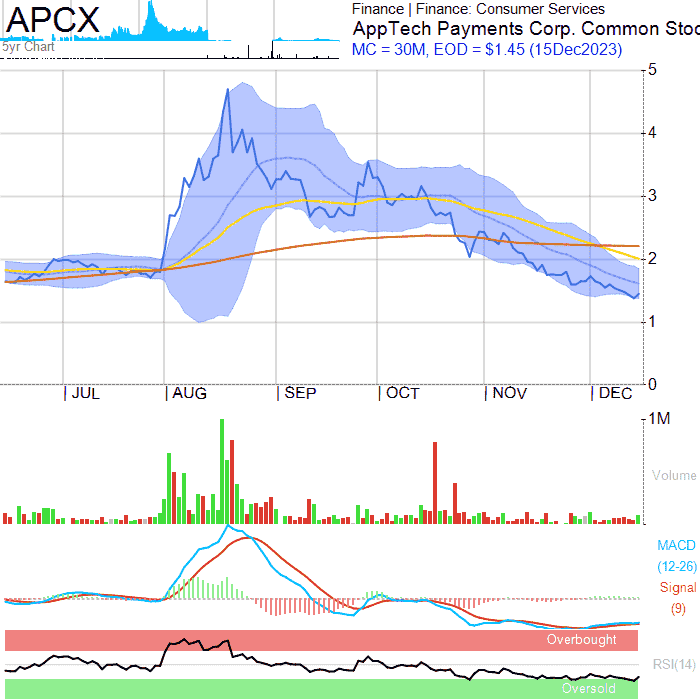 APCX
5yr Chart
Finance | Finance: Consumer Services
AppTech Payments Corp. Common Stoc
MC = 30M, EOD = $1.45 (15Dec2023)
5
4
3
2
1
0
JUL
AUG
SEP
OCT
NOV
DEC
1M
Volume
MACD
(12-26)
Signal
(9)
Overbought
RSI(14)
Oversold